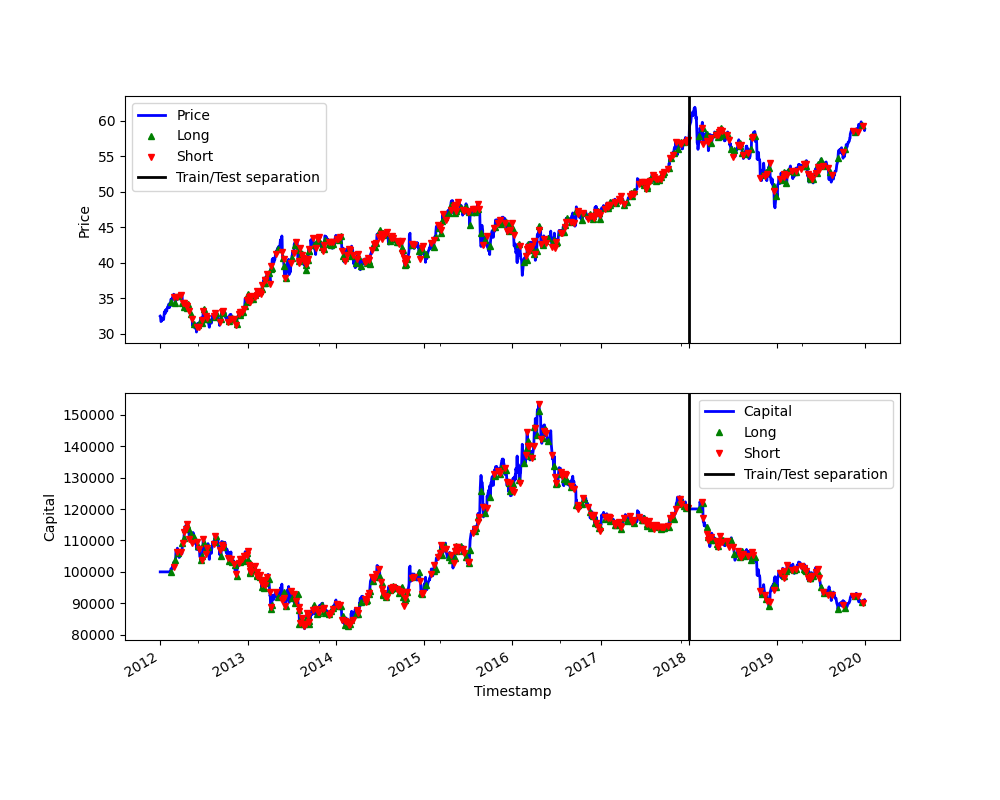 Price
Long
Short
Train/Test separation
60
55
50
45
40
35
30
Price
Capital
Long
Short
Train/Test separation
150000
140000
130000
120000
110000
100000
90000
80000
Capital
2012
2013
2014
2015
2016
2017
2018
2019
2020
Timestamp